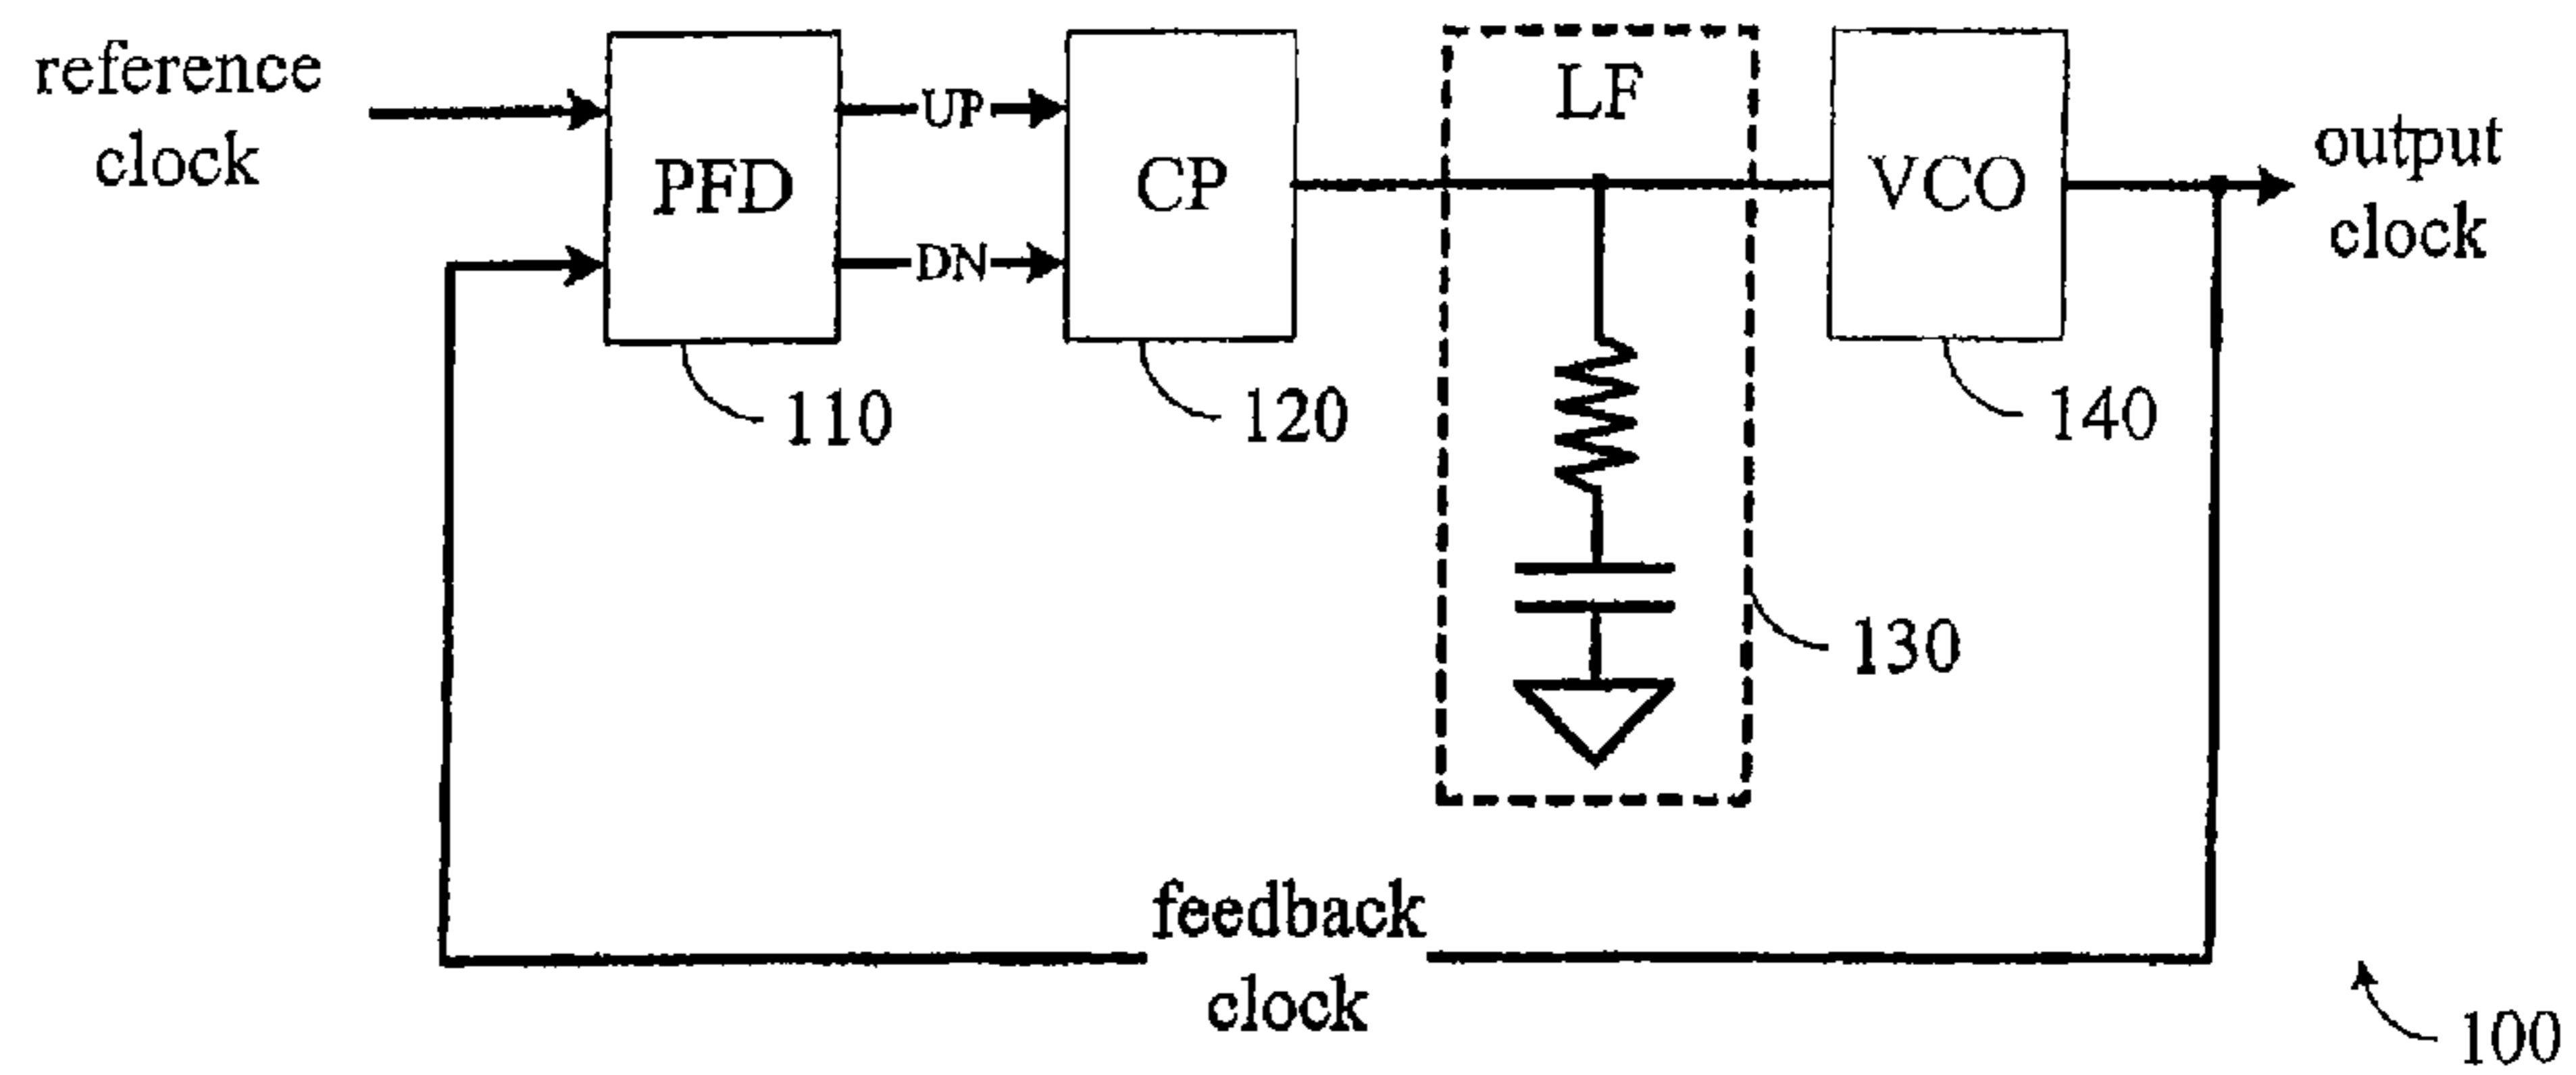 reference
clock
PFD
UP
DN
CP
LF
VCO
output
clock
110
120
130
140
feedback
clock
100